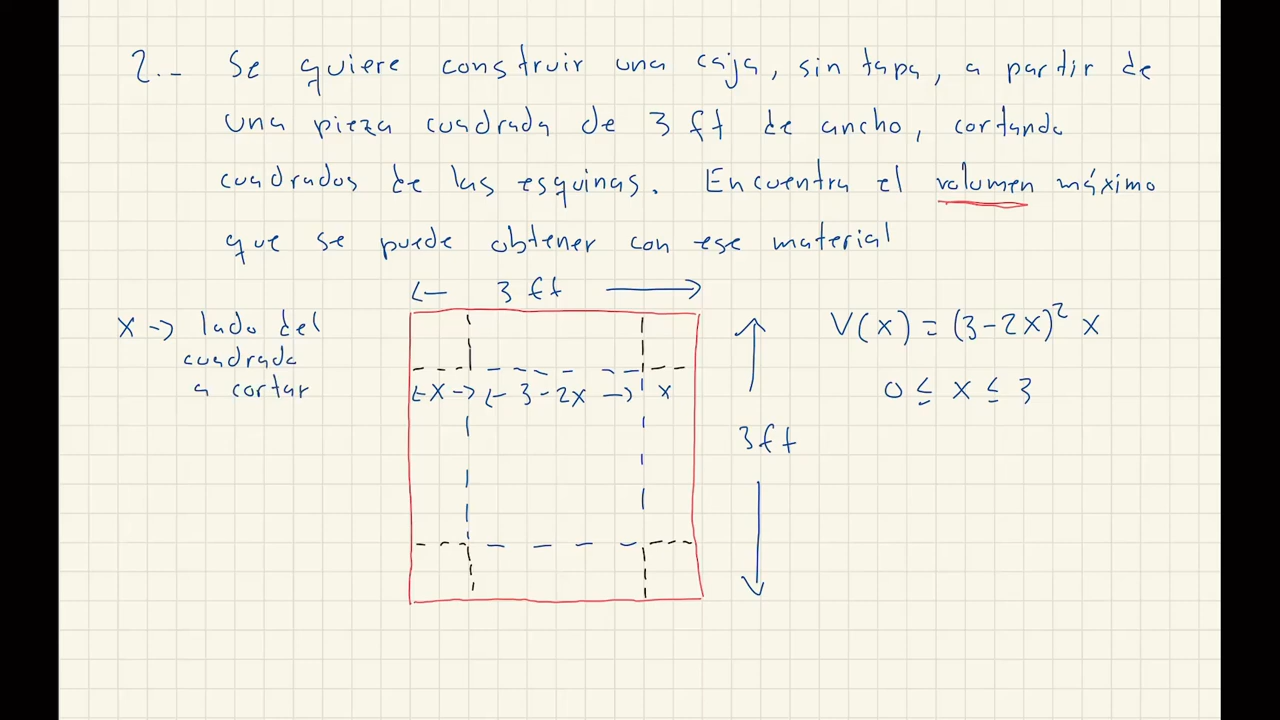 2.- Se quiere construir una caja, sin tapa, a partir de
una pieza cuadrada de 3 ft de ancho, cortando
cuadrados de las esquinas. Encuentra el volumen máximo
que se puede obtener con ese material
← 3 ft →
x → lado del
cuadrado
a cortar
←x→ ← 3-2x → x
3ft
V(x) = (3-2x)² x
0 ≤ x ≤ 3